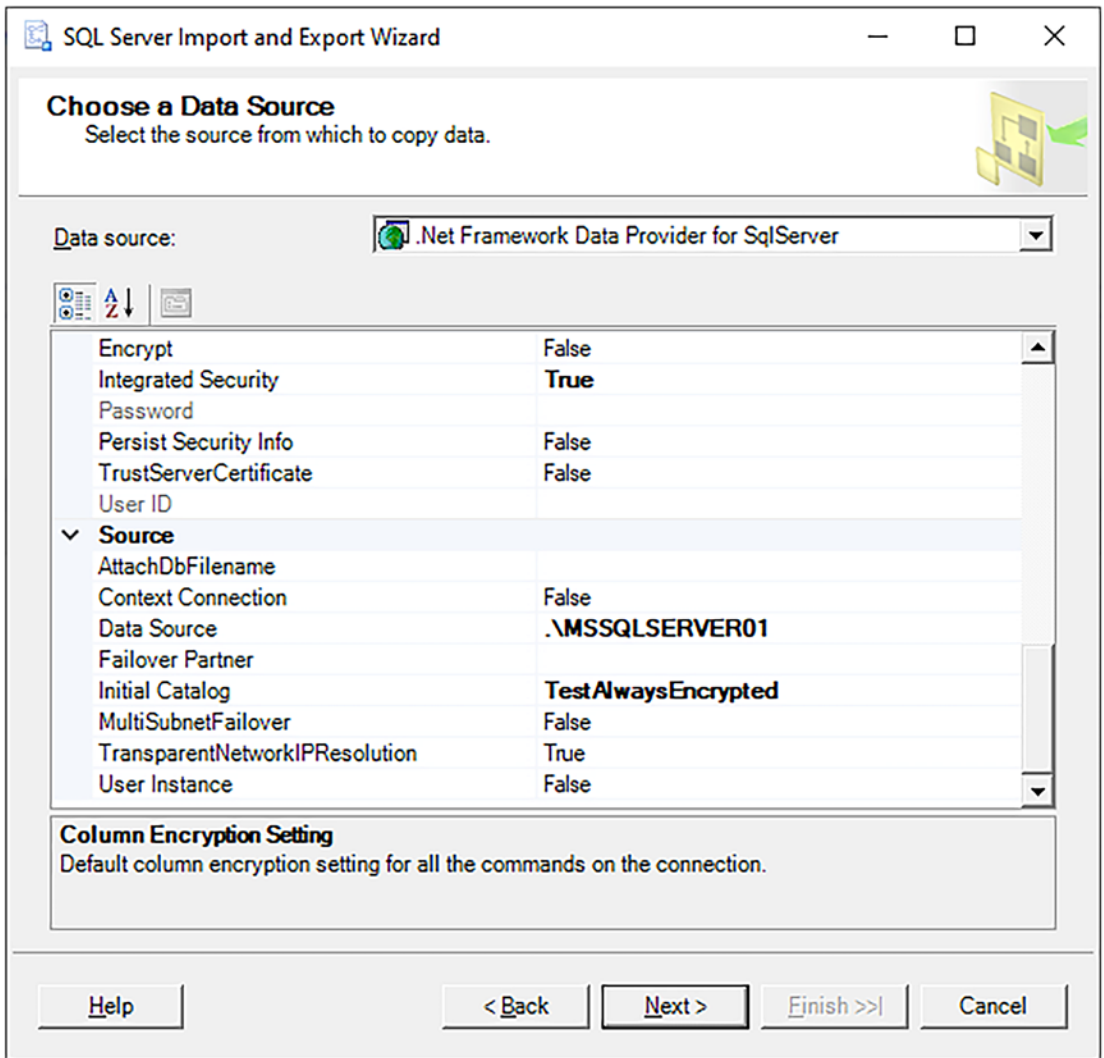 SQL Server Import and Export Wizard
Choose a Data Source
Select the source from which to copy data.
Data source: .Net Framework Data Provider for SqlServer
Encrypt False
Integrated Security True
Password
Persist Security Info False
TrustServerCertificate False
User ID
Source
AttachDbFilename
Context Connection False
Data Source .\MSSQLSERVER01
Failover Partner
Initial Catalog TestAlwaysEncrypted
MultiSubnetFailover False
TransparentNetworkIPResolution True
User Instance False
Column Encryption Setting
Default column encryption setting for all the commands on the connection.
Help < Back Next > Finish >>| Cancel